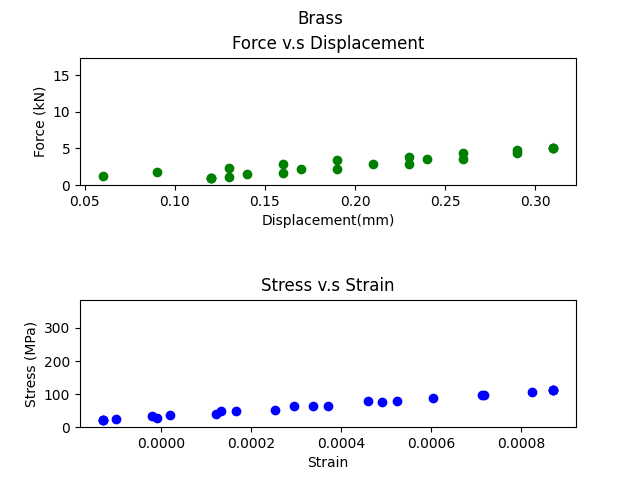 Brass
Force v.s Displacement
15
10
5
0
Force (kN)
0.05 0.10 0.15 0.20 0.25 0.30
Displacement(mm)
Stress v.s Strain
300
200
100
0
Stress (MPa)
0.0000 0.0002 0.0004 0.0006 0.0008
Strain